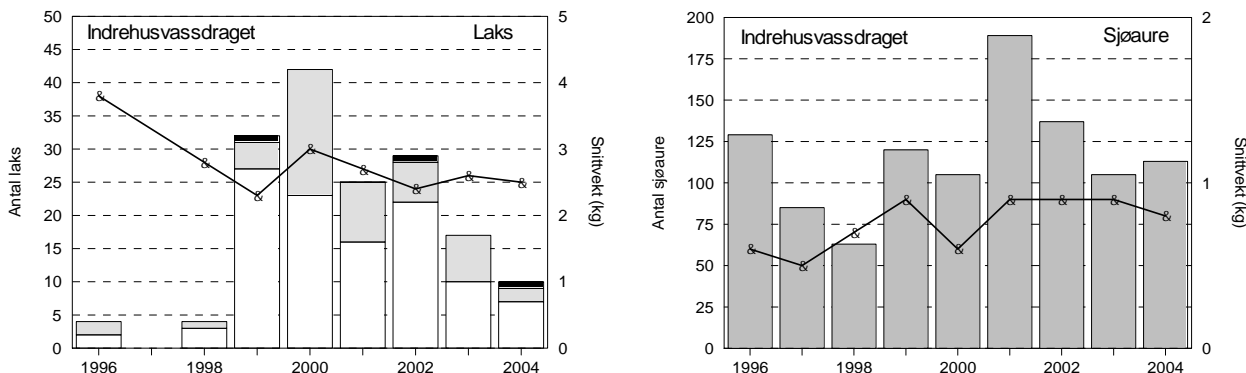 Indrehusvassdraget Laks
Antal laks
50
45
40
35
30
25
20
15
10
5
0
5
4
3
2
1
0
Snittvekt (kg)
& & & & & & & &
1996 1998 2000 2002 2004
Indrehusvassdraget Sjøaure
Antal sjøaure
200
175
150
125
100
75
50
25
0
2
1
0
Snittvekt (kg)
& & & & & & & & &
1996 1998 2000 2002 2004